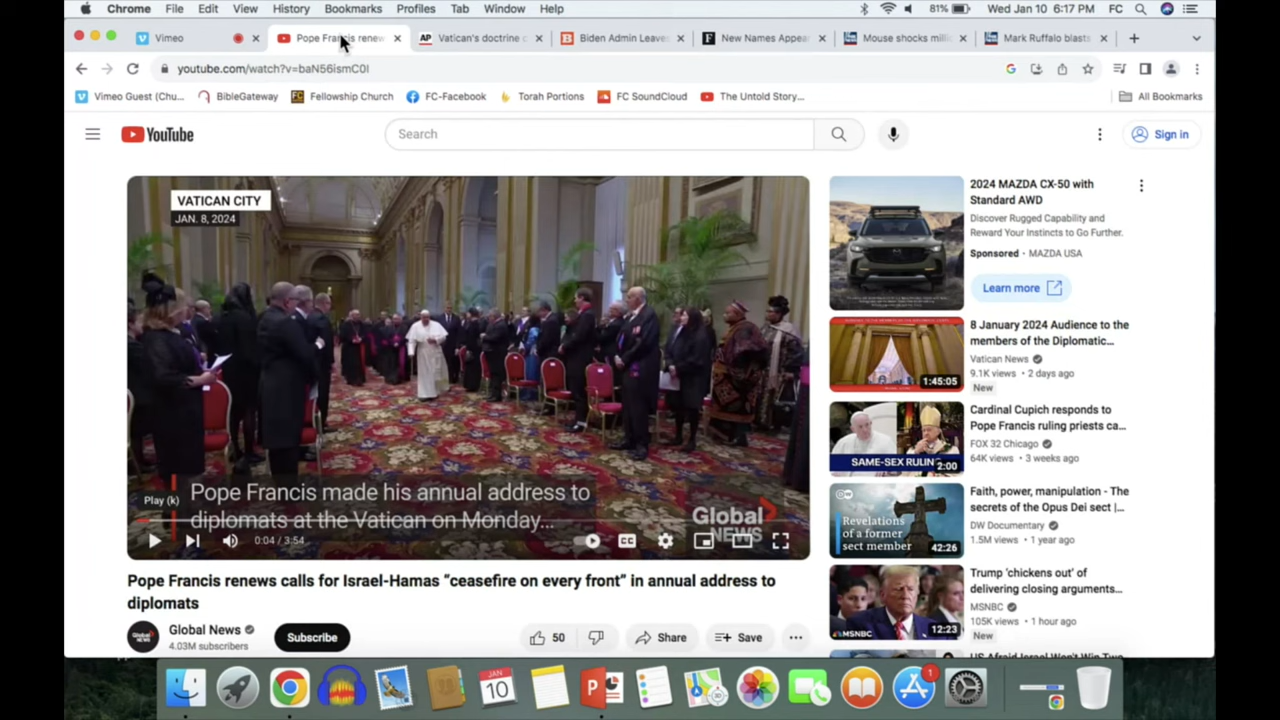 Chrome File Edit View History Bookmarks Profiles Tab Window Help 81% Wed Jan 10 6:17 PM FC
Vimeo Pope Francis renew AP Vatican's doctrine c Biden Admin Leave New Names Appea Mouse shocks milli Mark Ruffalo blasts
youtube.com/watch?v=baN56ismC0I
Vimeo Guest (Chu... BibleGateway Fellowship Church FC-Facebook Torah Portions FC SoundCloud The Untold Story... All Bookmarks
YouTube
Search
Sign in
VATICAN CITY
JAN. 8, 2024
Pope Francis made his annual address to
diplomats at the Vatican on Monday...
Play (k)
Global
NEWS
0:04 / 3:54
CC
Pope Francis renews calls for Israel-Hamas “ceasefire on every front” in annual address to
diplomats
Global News
4.03M subscribers
Subscribe
50
Share
Save
2024 MAZDA CX-50 with
Standard AWD
Discover Rugged Capability and
Reward Your Instincts to Go Further.
Sponsored · MAZDA USA
Learn more
1:45:05
8 January 2024 Audience to the
members of the Diplomatic...
Vatican News
9.1K views • 2 days ago
New
SAME-SEX RULING
2:00
Cardinal Cupich responds to
Pope Francis ruling priests ca...
FOX 32 Chicago
64K views • 3 weeks ago
Revelations
of a former
sect member
42:26
Faith, power, manipulation - The
secrets of the Opus Dei sect |...
DW Documentary
1.5M views • 1 year ago
MSNBC
12:23
Trump 'chickens out' of
delivering closing arguments...
MSNBC
105K views • 1 hour ago
New
JAN
10
1